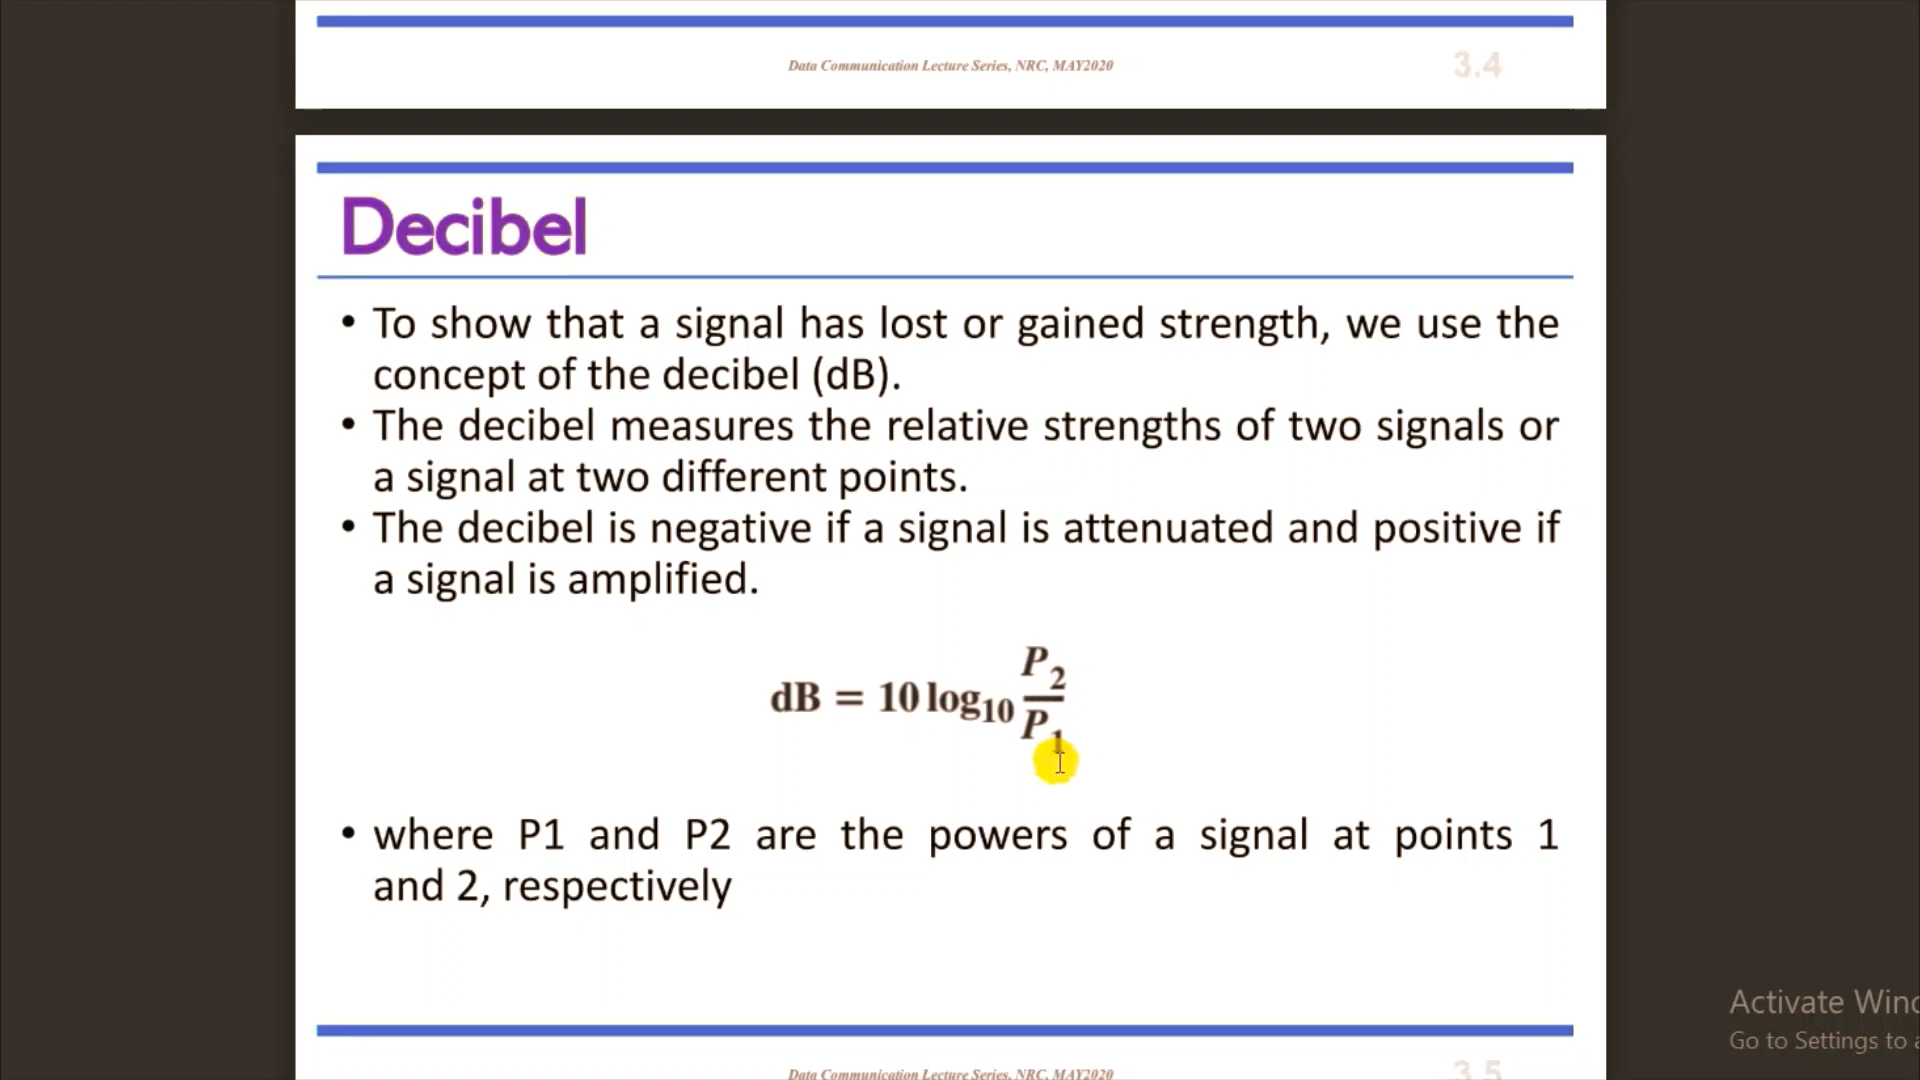 Data Communication Lecture Series, NRC, MAY2020
3.4
Decibel
• To show that a signal has lost or gained strength, we use the
concept of the decibel (dB).
• The decibel measures the relative strengths of two signals or
a signal at two different points.
• The decibel is negative if a signal is attenuated and positive if
a signal is amplified.
dB = 10 log₁₀ P₂/P₁
• where P1 and P2 are the powers of a signal at points 1
and 2, respectively
Activate Wind
Go to Settings to a
Data Communication Lecture Series, NRC, MAY2020
3.5